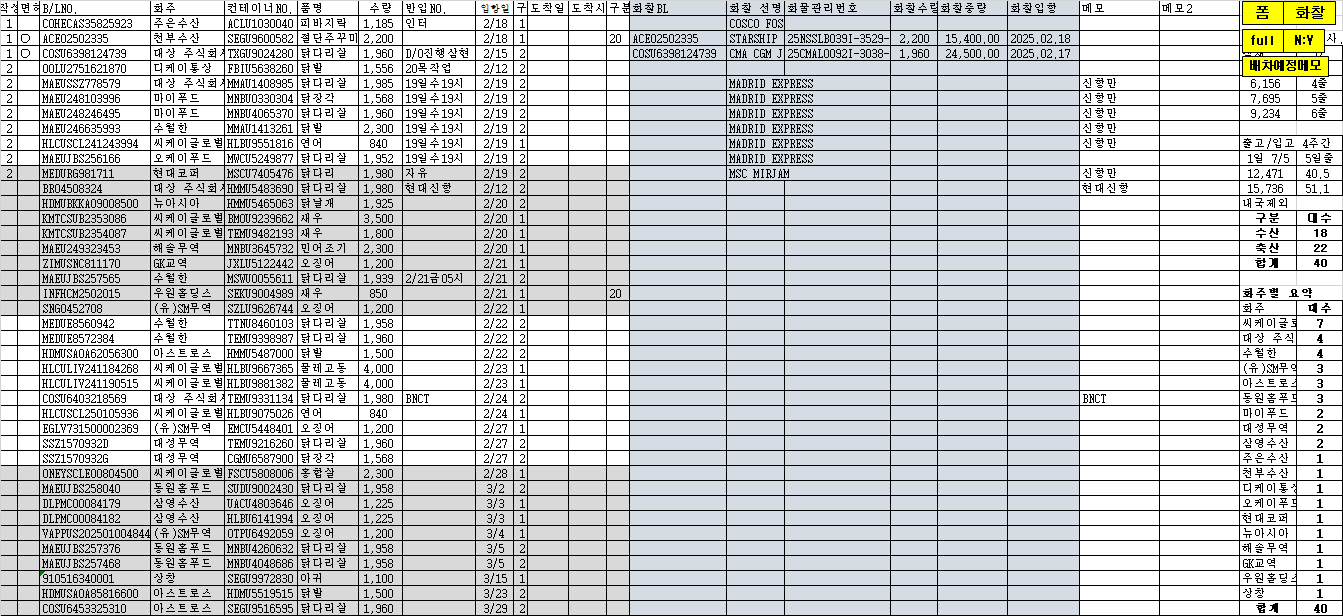 작성 면허 B/LNO. 화주 컨테이너NO. 품명 수량 반입NO. 입항일 구 도착일 도착시 구분 화찰BL 화찰 선명 화물관리번호 화찰수량 화찰중량 화찰입항 메모 메모2 폼 화찰
1 COHECAS35825923 주은수산 ACLU1030040 피바지락 1,185 인터 2/18 1 COSCO FOS
1 O ACEO2502335 천부수산 SEGU9600582 절단주꾸미 2,200 2/18 1 20 ACEO2502335 STARSHIP 25NSSLB039I-3529- 2,200 15,400.00 2025.02.18 full N:Y
1 O COSU6398124739 대상 주식회사 TXGU9024280 닭다리살 1,960 D/O진행삼현 2/15 2 COSU6398124739 CMA CGM J 25CMAL0092I-3038- 1,960 24,500.00 2025.02.17
2 OOLU2751621870 디케이통상 FBIU5638260 닭발 1,556 20목작업 2/12 2 배차예정메모
2 MAEUSSZ778579 대상 주식회사 MMAU1408985 닭다리살 1,985 19일수19시 2/19 2 MADRID EXPRESS 신항만 6,156 4줄
2 MAEU248103996 마이푸드 MNBU0330304 닭장각 1,568 19일수19시 2/19 2 MADRID EXPRESS 신항만 7,695 5줄
2 MAEU248246495 마이푸드 MNBU4065370 닭다리 1,960 19일수19시 2/19 2 MADRID EXPRESS 신항만 9,234 6줄
2 MAEU246635993 수월한 MMAU1413261 닭발 2,300 19일수19시 2/19 2 MADRID EXPRESS 신항만
2 HLCUSCL241243994 씨케이글로벌 HLBU9551816 연어 840 19일수19시 2/19 1 MADRID EXPRESS 신항만 출고/입고 4주간
2 MAEUJBS256166 오케이푸드 MWCU5249877 닭다리살 1,952 19일수19시 2/19 2 MADRID EXPRESS 1일 7/5 5일줄
2 MEDURG981711 현대코퍼 MSCU7405476 닭다리 1,980 자유 2/19 2 MSC MIRJAM 신항만 12,471 40.5
BRO4508324 대상 주식회사 HMMU5483690 닭다리살 1,980 현대신항 2/12 2 현대신항 15,736 51.1
HDMUBKKA09008500 뉴아시아 HMMU5465063 닭날개 1,925 2/20 2 내국제외
KMTCSUB2353086 씨케이글로벌 BMOU9239662 새우 3,500 2/20 1 구분 대수
KMTCSUB2354087 씨케이글로벌 TEMU9482193 새우 1,800 2/20 1 수산 18
MAEU249323453 해솔무역 MNBU3645732 민어조기 2,300 2/20 1 축산 22
ZIMUSNC811170 GK교역 JXLU5122442 오징어 1,200 2/21 1 합계 40
MAEUJBS257565 수월한 MSWU0055611 닭다리살 1,939 2/21금05시 2/21 2
INFHCM2502015 우원홀딩스 SEKU9004989 새우 850 2/21 1 20 화주별 요약
SNG0452708 (유)SM무역 SZLU9626744 오징어 1,200 2/22 1 화주 대수
MEDUE8560942 수월한 TTNU8460103 닭다리살 1,958 2/22 2 씨케이글로 7
MEDUE8572384 수월한 TEMU9398987 닭다리살 1,960 2/22 2 대상 주식 4
HDMUSAOA62056300 아스트로스 HMMU5487000 닭발 1,500 2/22 2 수월한 4
HLCULIV241184268 씨케이글로벌 HLBU9667365 물레고동 4,000 2/23 1 (유)SM무역 3
HLCULIV241190515 씨케이글로벌 HLBU9881382 물레고동 4,000 2/23 1 아스트로스 3
COSU6403218569 대상 주식회사 TEMU9331134 닭다리살 1,980 BNCT 2/24 2 BNCT 동원홈푸드 3
HLCUSCL250105936 씨케이글로벌 HLBU9075026 연어 840 2/24 1 마이푸드 2
EGLV731500002369 (유)SM무역 EMCU5448401 오징어 1,200 2/27 1 대성무역 2
SSZ1570932D 대성무역 TEMU9216260 닭다리살 1,960 2/27 2 삼영수산 2
SSZ1570932G 대성무역 CGMU6587900 닭장각 1,568 2/27 2 주은수산 1
ONEYSCLE00804500 씨케이글로벌 FSCU5808006 홍합살 2,300 2/28 1 천부수산 1
MAEUJBS258040 동원홈푸드 SUDU9002430 닭다리살 1,958 3/2 2 디케이통상 1
DLPMC00084179 삼영수산 UACU4803646 오징어 1,225 3/3 1 오케이푸드 1
DLPMC00084182 삼영수산 HLBU6141994 오징어 1,225 3/3 1 현대코퍼 1
VAPPUS202501004844 (유)SM무역 OTPU6492059 오징어 1,200 3/4 1 뉴아시아 1
MAEUJBS257376 동원홈푸드 MNBU4260632 닭다리살 1,958 3/5 2 해솔무역 1
MAEUJBS257468 동원홈푸드 MNBU4048686 닭다리살 1,958 3/5 2 GK교역 1
910516340001 상창 SEGU9972830 아귀 1,100 3/15 1 우원홀딩스 1
HDMUSAOA85816600 아스트로스 HDMU5519515 닭발 1,500 3/23 2 상창 1
COSU6453325310 아스트로스 SEGU9516595 닭다리 1,960 3/29 2 합계 40